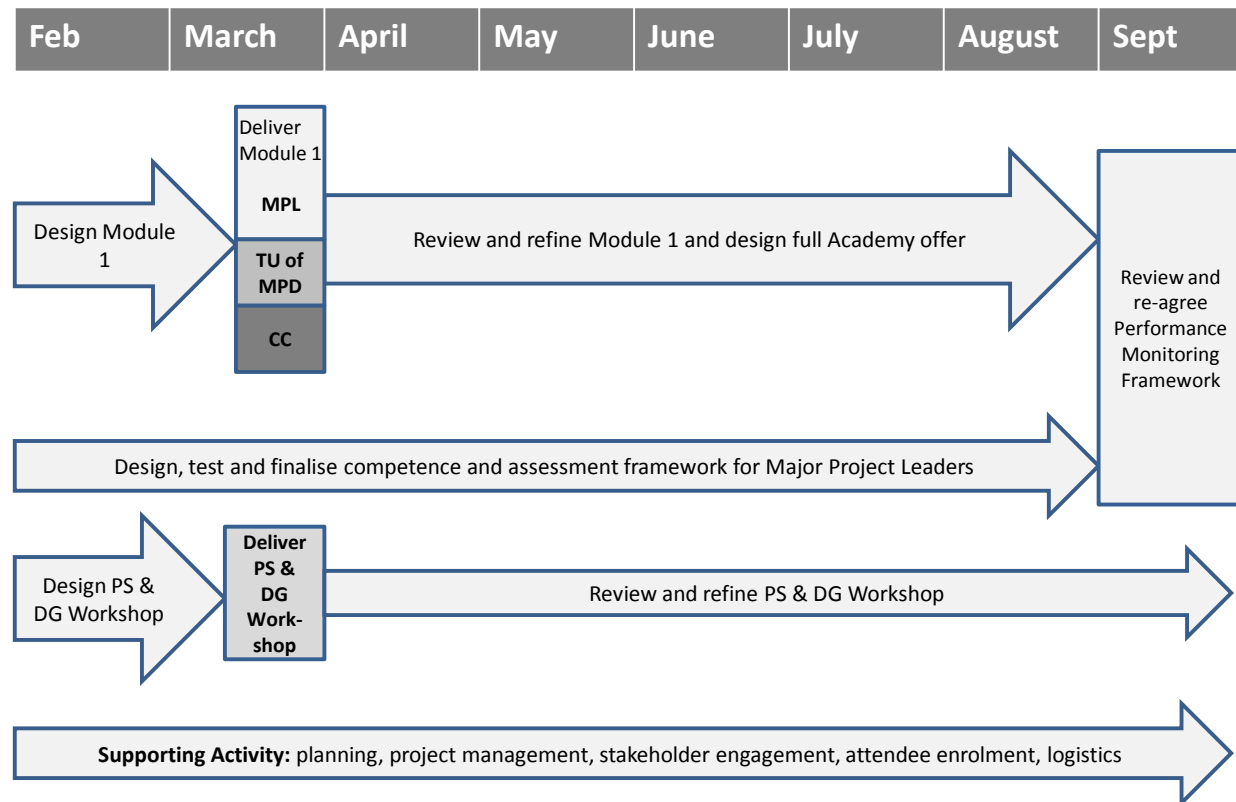 Feb March April May June July August Sept
Deliver
Module 1
MPL
TU of
MPD
CC
Design Module
1
Review and refine Module 1 and design full Academy offer
Review and
re-agree
Performance
Monitoring
Framework
Design, test and finalise competence and assessment framework for Major Project Leaders
Design PS &
DG Workshop
Deliver
PS &
DG
Work-
shop
Review and refine PS & DG Workshop
Supporting Activity: planning, project management, stakeholder engagement, attendee enrolment, logistics